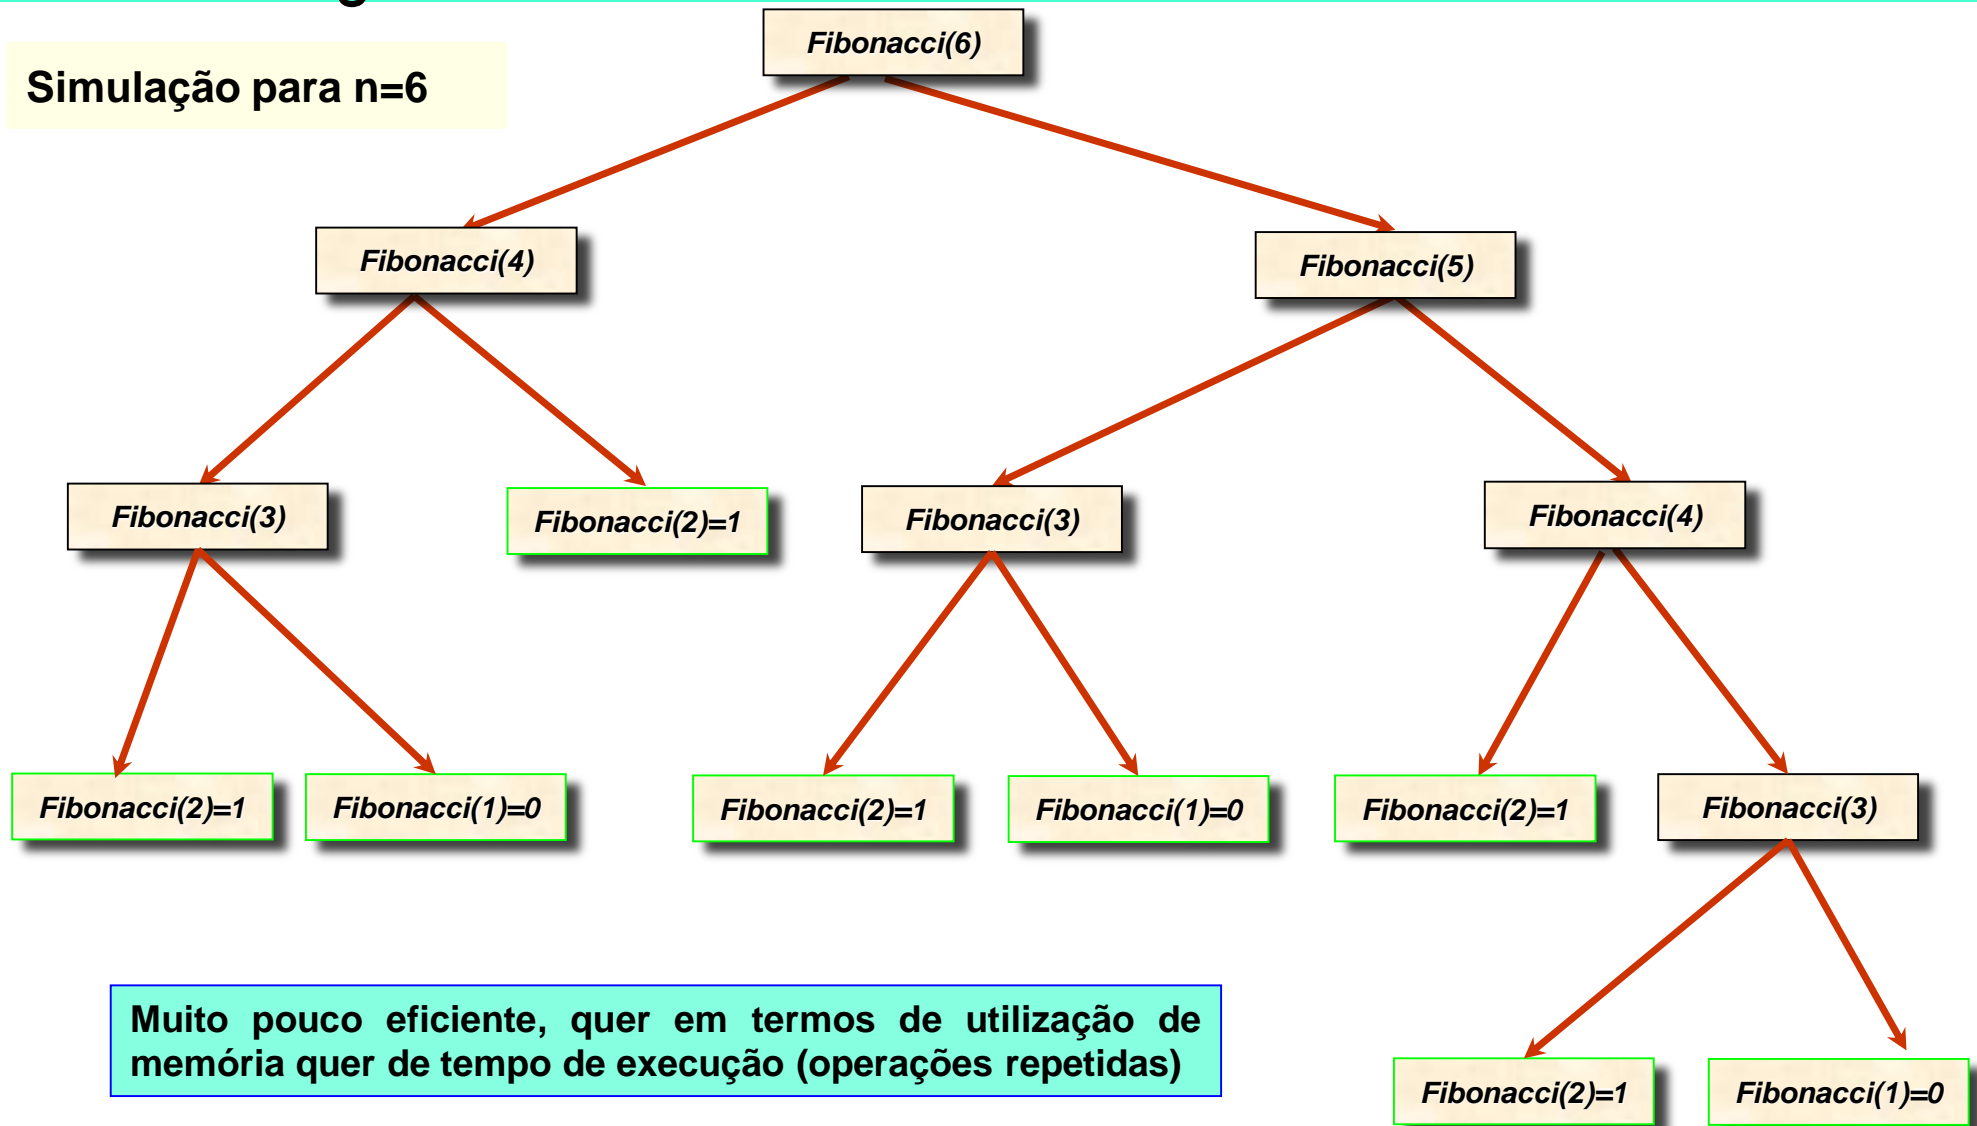 Fibonacci(6)
Simulação para n=6
Fibonacci(4)
Fibonacci(5)
Fibonacci(3)
Fibonacci(2)=1
Fibonacci(3)
Fibonacci(4)
Fibonacci(2)=1
Fibonacci(1)=0
Fibonacci(2)=1
Fibonacci(1)=0
Fibonacci(2)=1
Fibonacci(3)
Muito pouco eficiente, quer em termos de utilização de
memória quer de tempo de execução (operações repetidas)
Fibonacci(2)=1
Fibonacci(1)=0